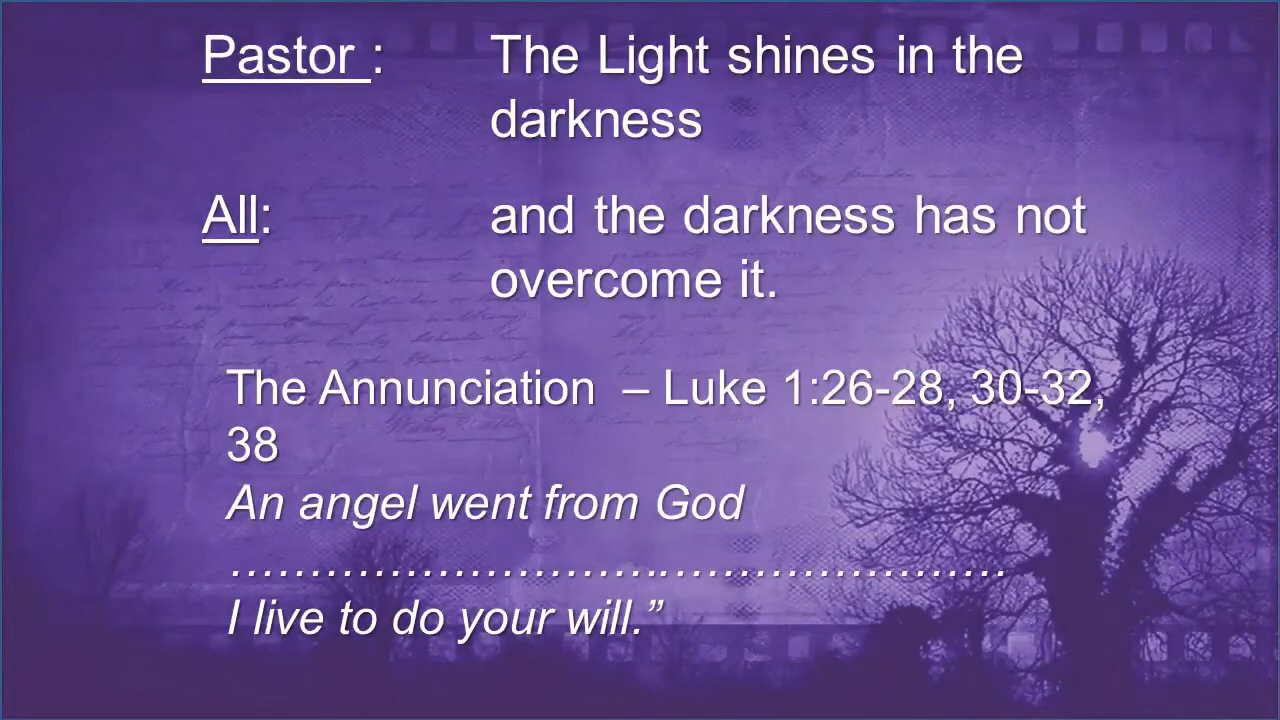 Pastor : The Light shines in the
darkness
All: and the darkness has not
overcome it.
The Annunciation – Luke 1:26-28, 30-32,
38
An angel went from God
……………………………………………….
I live to do your will.”